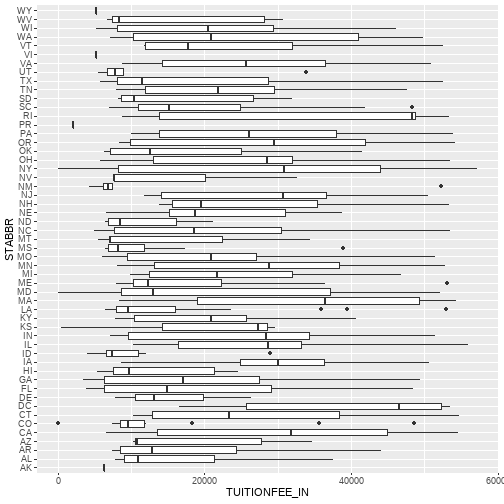 WY
WV
WI
WA
VT
VI
VA
UT
TX
TN
SD
SC
RI
PR
PA
OR
OK
OH
NY
NV
NM
NJ
NH
NE
ND
NC
MT
MS
MO
MN
MI
ME
MD
MA
LA
KY
KS
IN
IL
ID
IA
HI
GA
FL
DE
DC
CT
CO
CA
AZ
AR
AL
AK
STABBR
0 20000 40000 6000
TUITIONFEE_IN